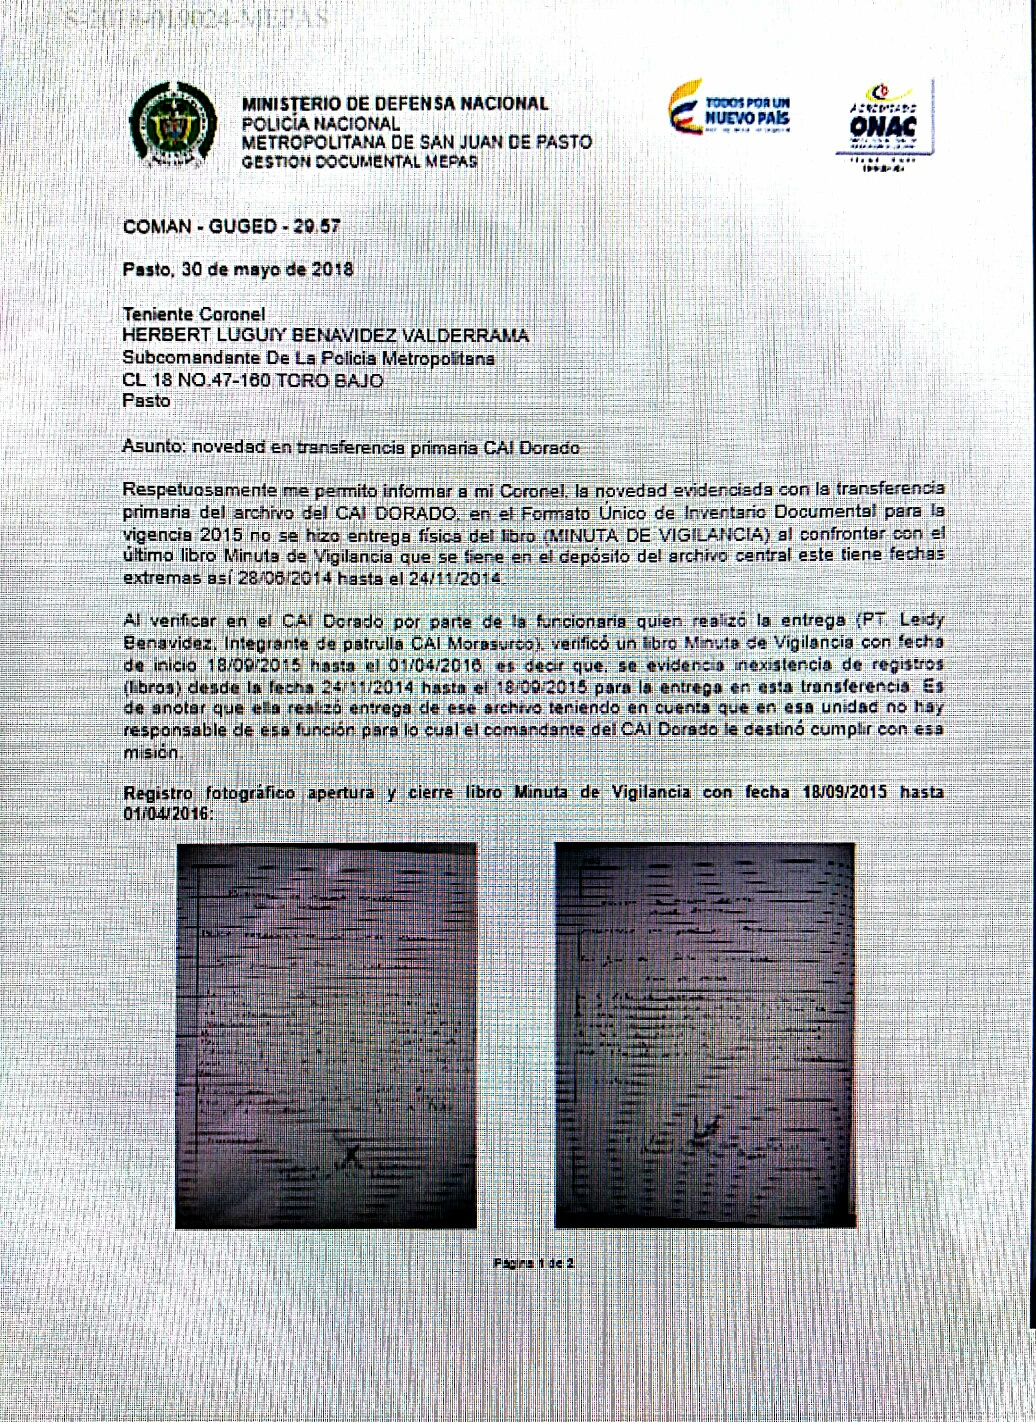 S-2018-019024-MEPAS
MINISTERIO DE DEFENSA NACIONAL
POLICÍA NACIONAL
METROPOLITANA DE SAN JUAN DE PASTO
GESTION DOCUMENTAL MEPAS
TODOS POR UN
NUEVO PAÍS
ACREDITADO
ONAC
COMAN - GUGED - 29.57
Pasto, 30 de mayo de 2018
Teniente Coronel
HERBERT LUGUIY BENAVIDEZ VALDERRAMA
Subcomandante De La Policia Metropolitana
CL 18 NO.47-160 TORO BAJO
Pasto
Asunto: novedad en transferencia primaria CAI Dorado
Respetuosamente me permito informar a mi Coronel, la novedad evidenciada con la transferencia
primaria del archivo del CAI DORADO, en el Formato Único de Inventario Documental para la
vigencia 2015 no se hizo entrega física del libro (MINUTA DE VIGILANCIA) al confrontar con el
último libro Minuta de Vigilancia que se tiene en el depósito del archivo central este tiene fechas
extremas así 28/06/2014 hasta el 24/11/2014.
Al verificar en el CAI Dorado por parte de la funcionaria quien realizó la entrega (PT. Leidy
Benavidez, Integrante de patrulla CAI Morasurco), verificó un libro Minuta de Vigilancia con fecha
de inicio 18/09/2015 hasta el 01/04/2016, es decir que, se evidencia inexistencia de registros
(libros) desde la fecha 24/11/2014 hasta el 18/09/2015 para la entrega en esta transferencia. Es
de anotar que ella realizó entrega de ese archivo teniendo en cuenta que en esa unidad no hay
responsable de esa función para lo cual el comandante del CAI Dorado le destinó cumplir con esa
misión.
Registro fotográfico apertura y cierre libro Minuta de Vigilancia con fecha 18/09/2015 hasta
01/04/2016:
Página 1 de 2